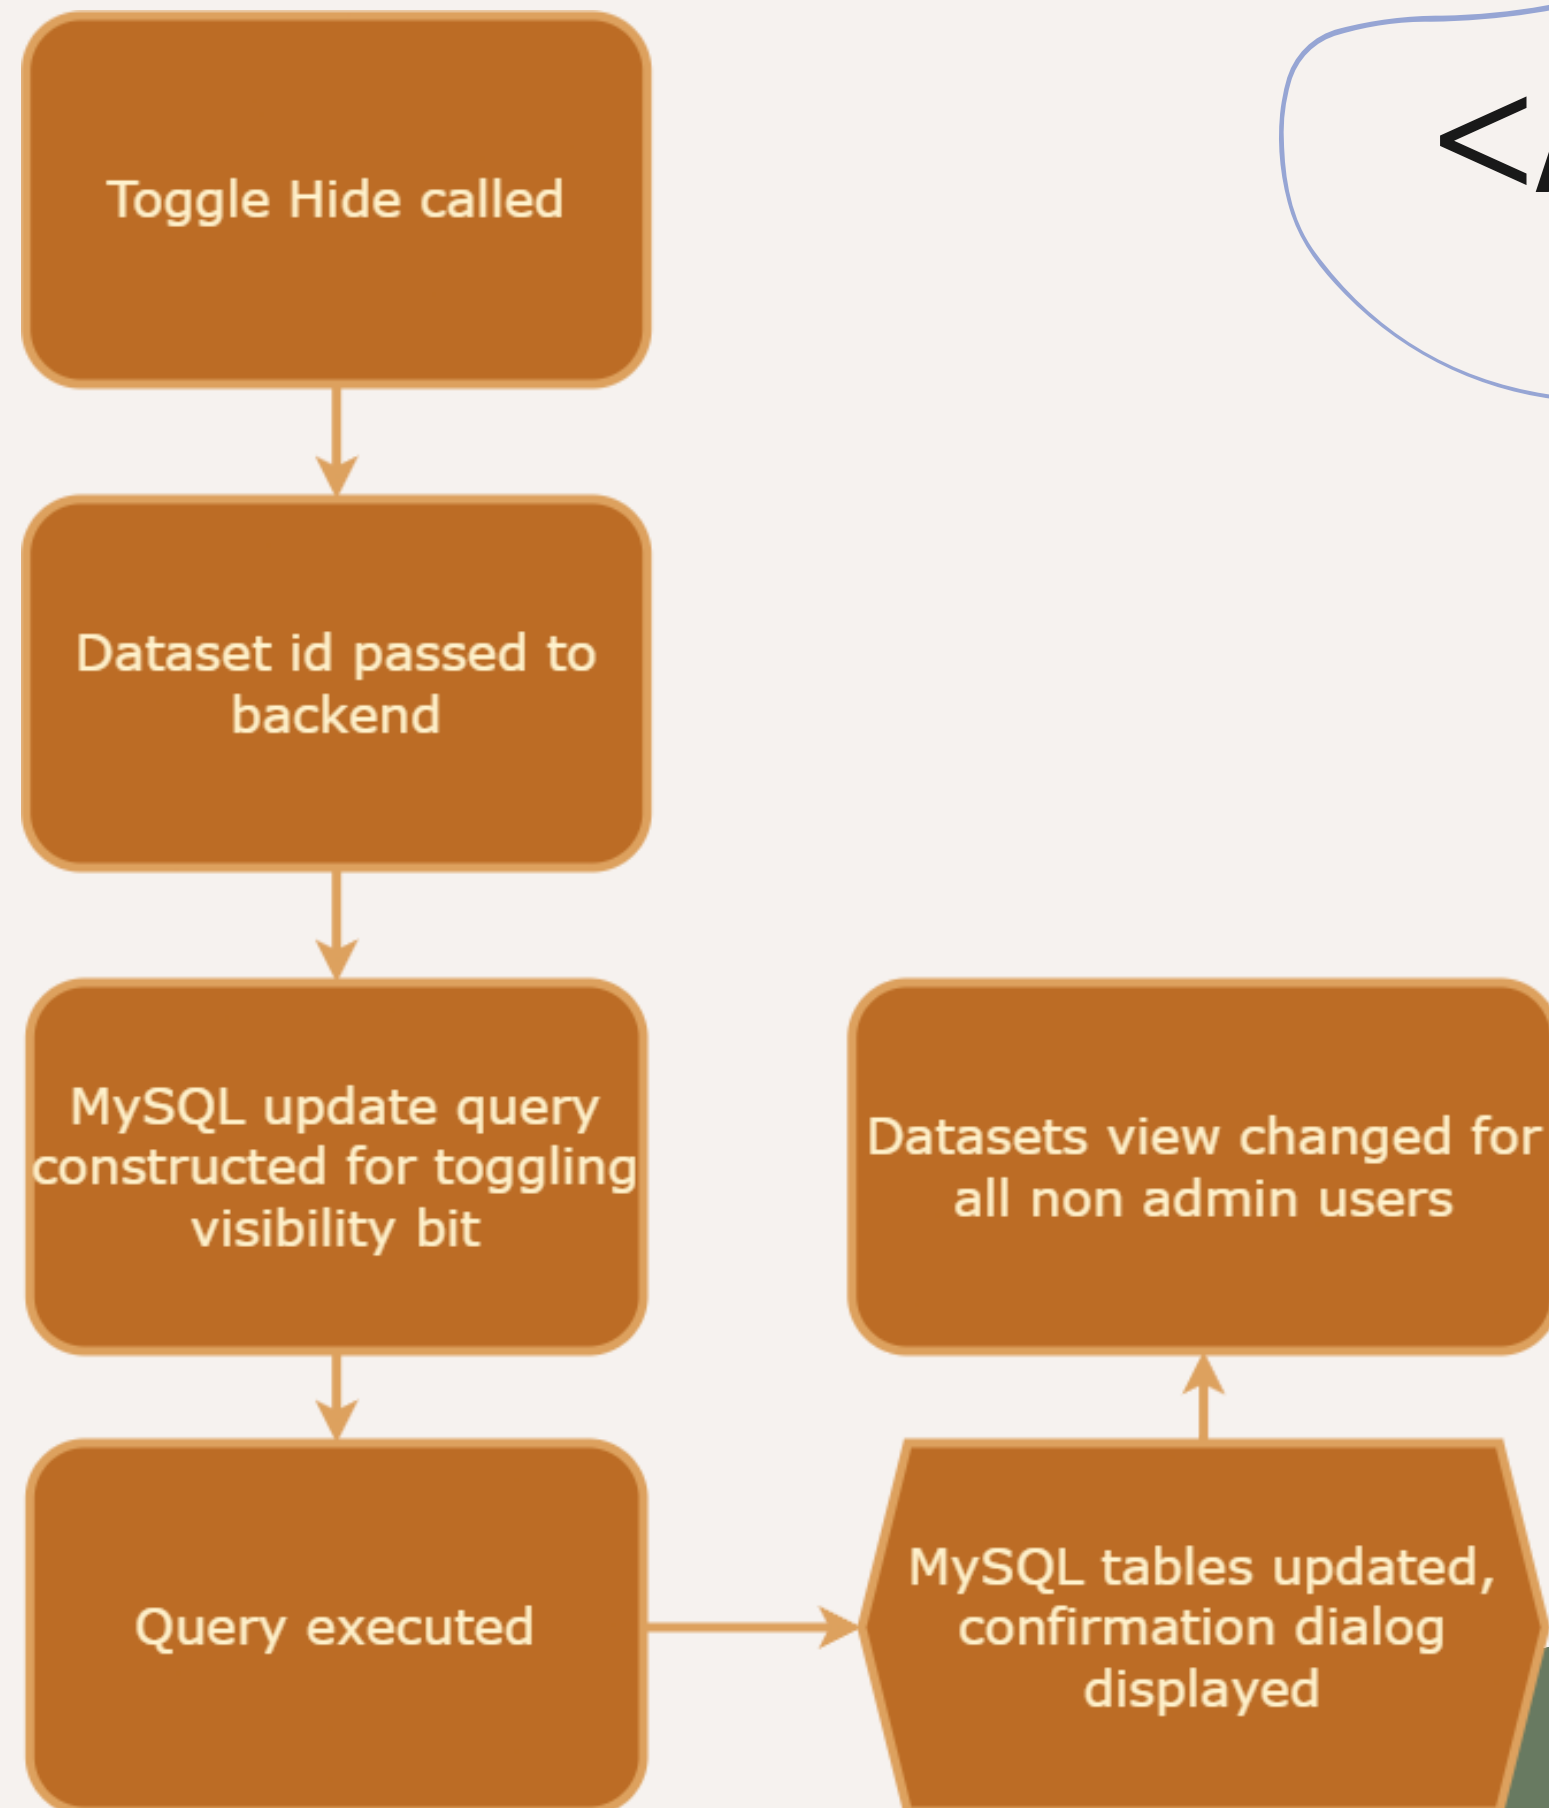 Toggle Hide called
</
Dataset id passed to
backend
MySQL update query
constructed for toggling
visibility bit
Query executed
MySQL tables updated,
confirmation dialog
displayed
Datasets view changed for
all non admin users